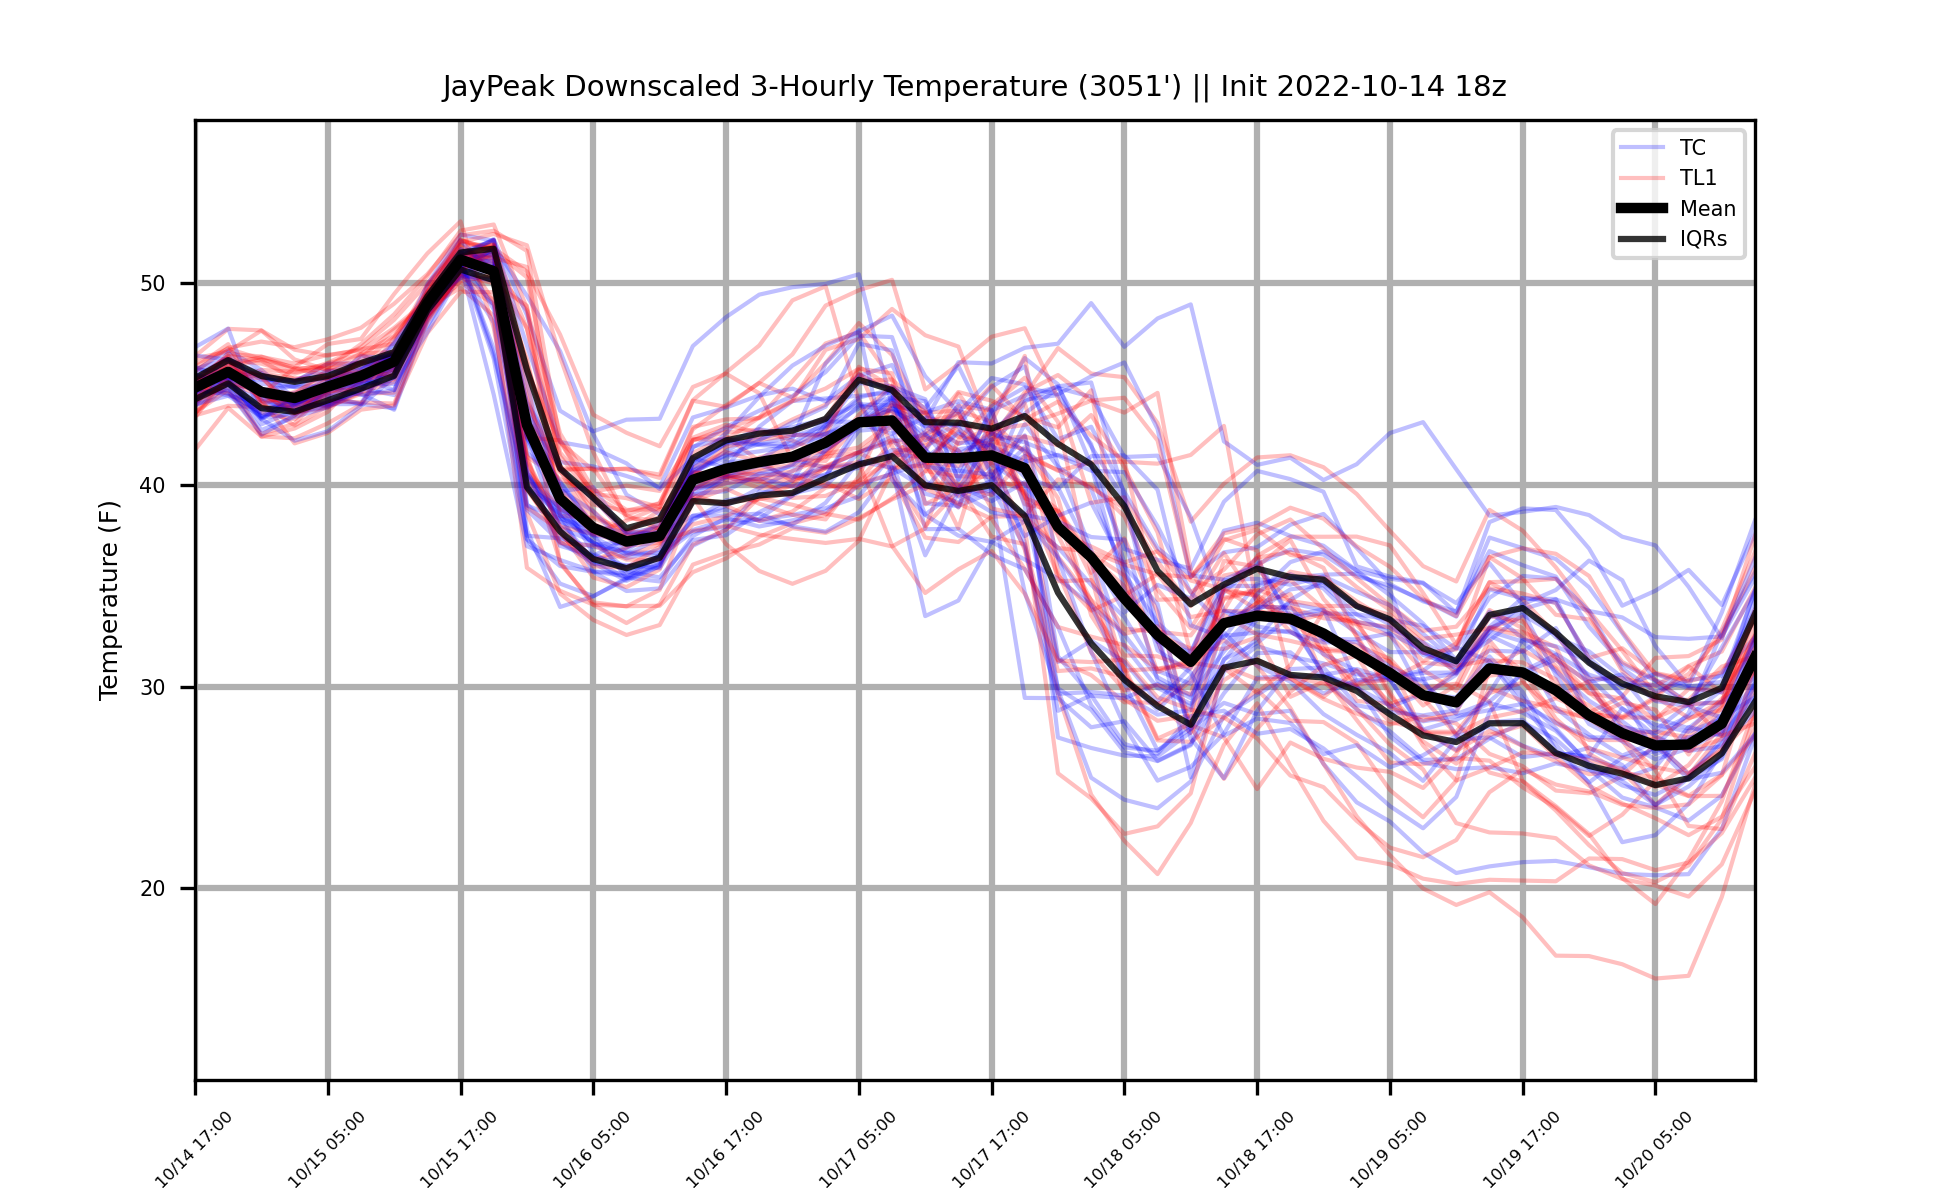 JayPeak Downscaled 3-Hourly Temperature (3051') || Init 2022-10-14 18z
TC
TL1
Mean
IQRs
Temperature (F)
50
40
30
20
10/14 17:00
10/15 05:00
10/15 17:00
10/16 05:00
10/16 17:00
10/17 05:00
10/17 17:00
10/18 05:00
10/18 17:00
10/19 05:00
10/19 17:00
10/20 05:00